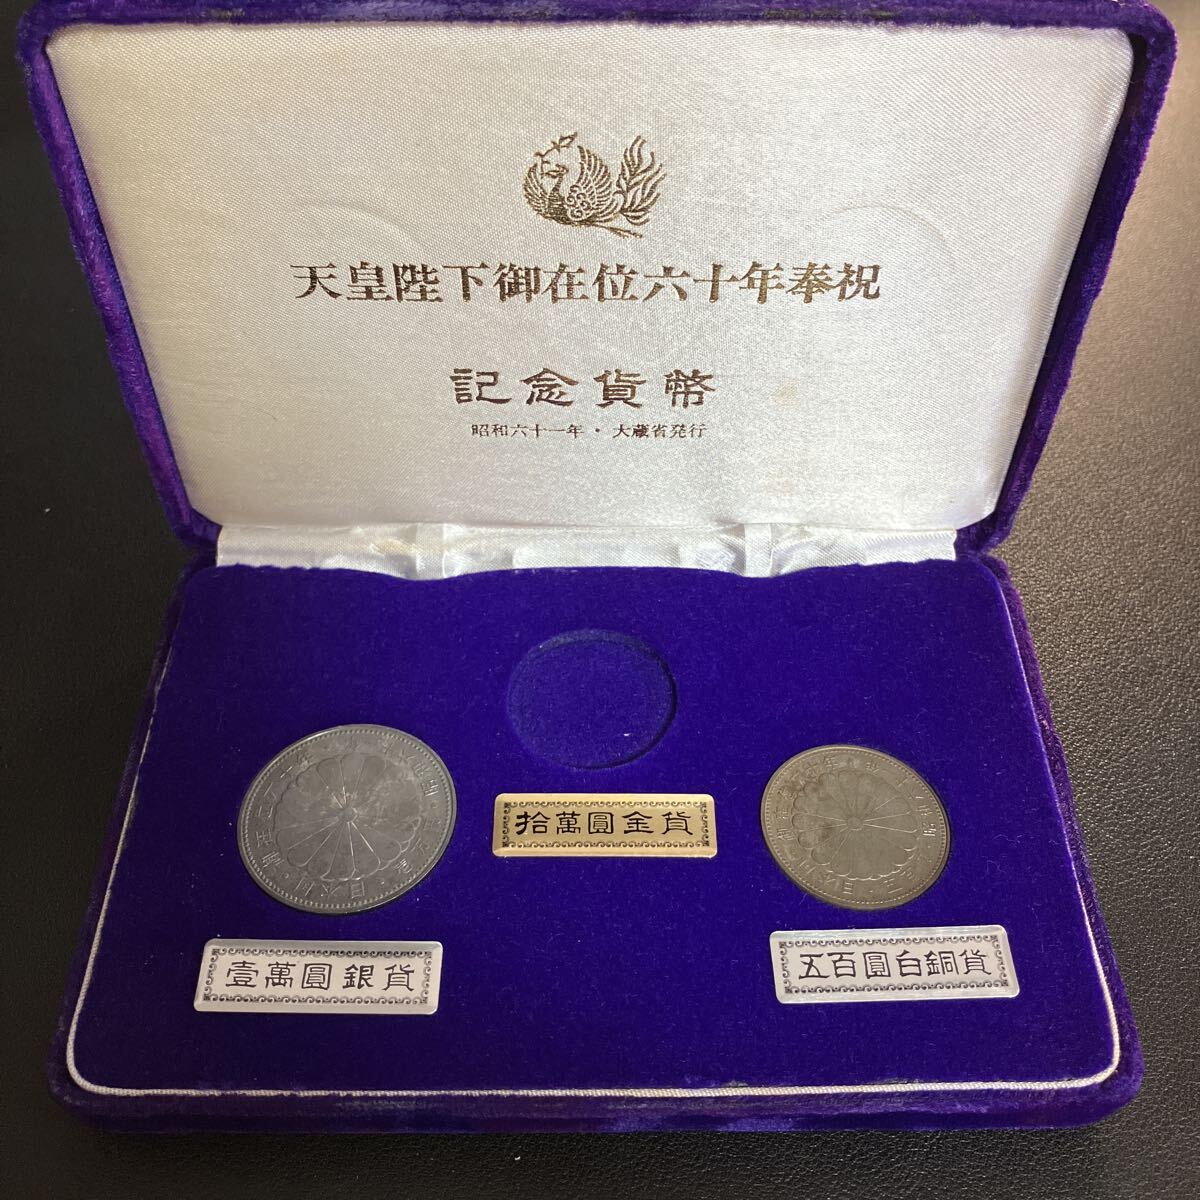 天皇陛下御在位六十年奉祝
記念貨幣
昭和六十一年・大蔵省発行
拾萬圓金貨
壹萬圓銀貨
五百圓白銅貨